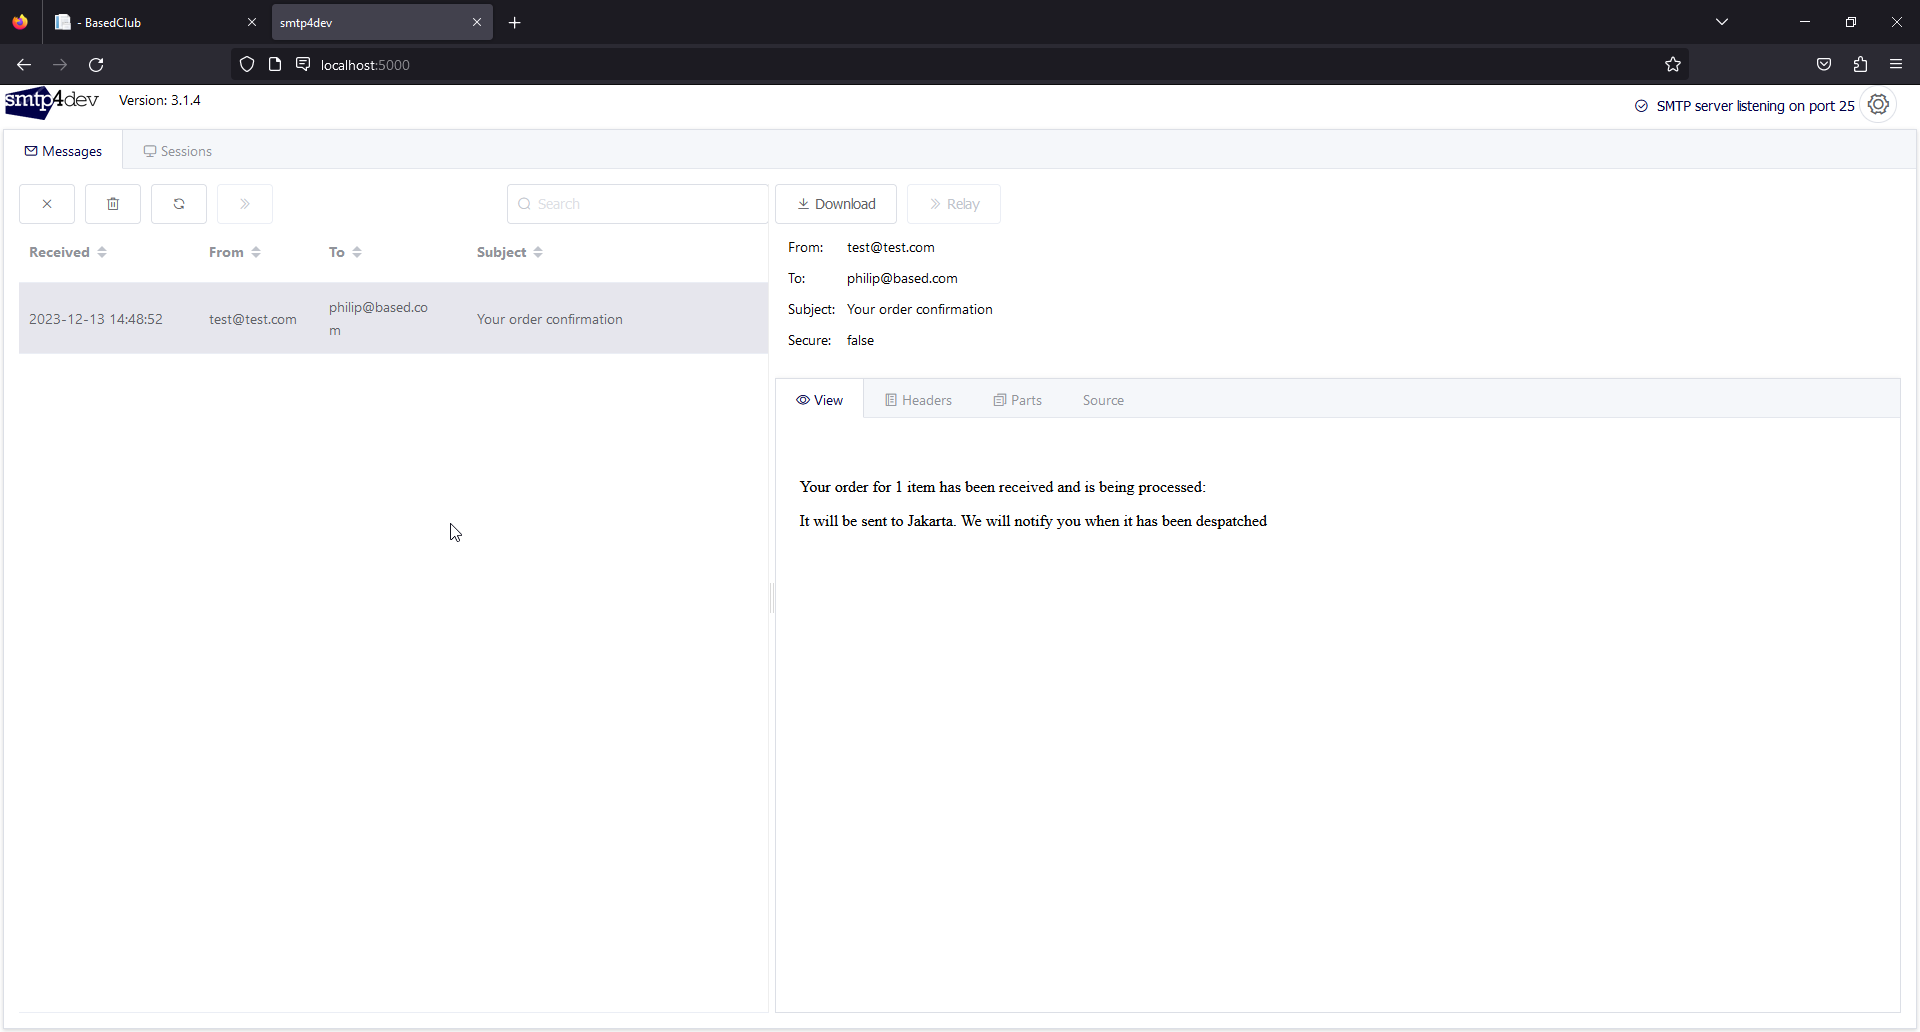 - BasedClub
smtp4dev
localhost:5000
smtp4dev
Version: 3.1.4
SMTP server listening on port 25
Messages
Sessions
Search
Download
Relay
Received
From
To
Subject
2023-12-13 14:48:52
test@test.com
philip@based.co
m
Your order confirmation
From: test@test.com
To: philip@based.com
Subject: Your order confirmation
Secure: false
View
Headers
Parts
Source
Your order for 1 item has been received and is being processed:
It will be sent to Jakarta. We will notify you when it has been despatched